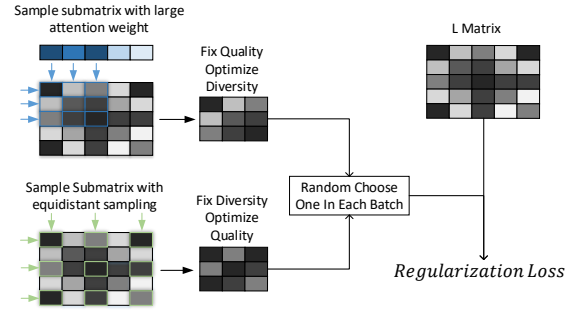 Sample submatrix with large
attention weight
Fix Quality
Optimize
Diversity
L Matrix
Random Choose
One In Each Batch
Sample Submatrix with
equidistant sampling
Fix Diversity
Optimize
Quality
Regularization Loss